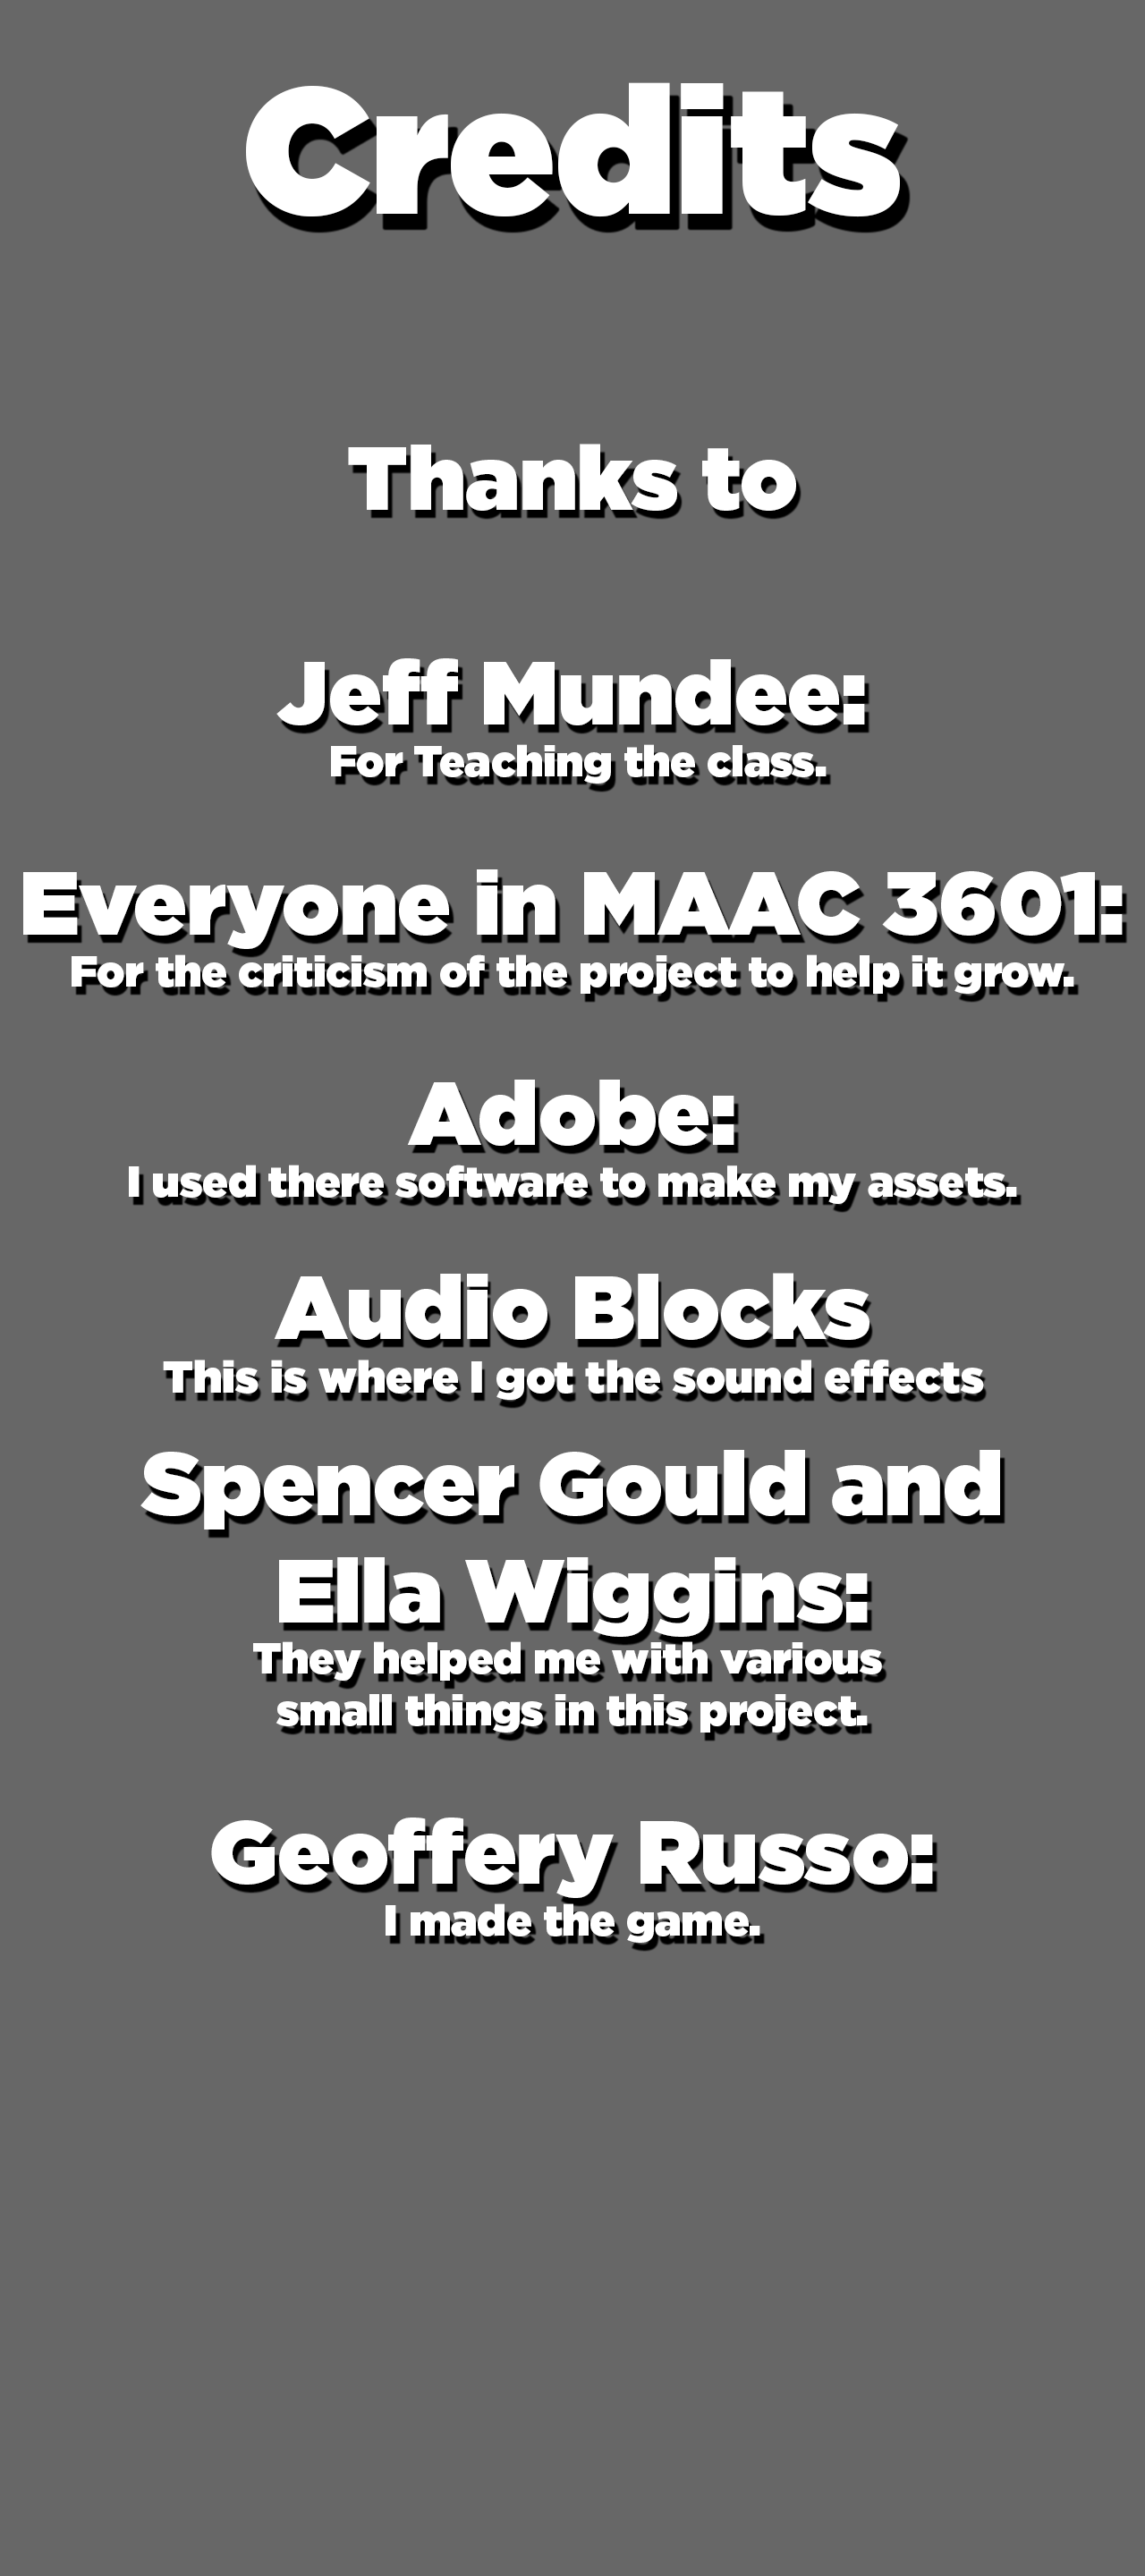 Credits
Thanks to
Jeff Mundee:
For Teaching the class.
Everyone in MAAC 3601:
For the criticism of the project to help it grow.
Adobe:
I used there software to make my assets.
Audio Blocks
This is where I got the sound effects
Spencer Gould and
Ella Wiggins:
They helped me with various
small things in this project.
Geoffery Russo:
I made the game.